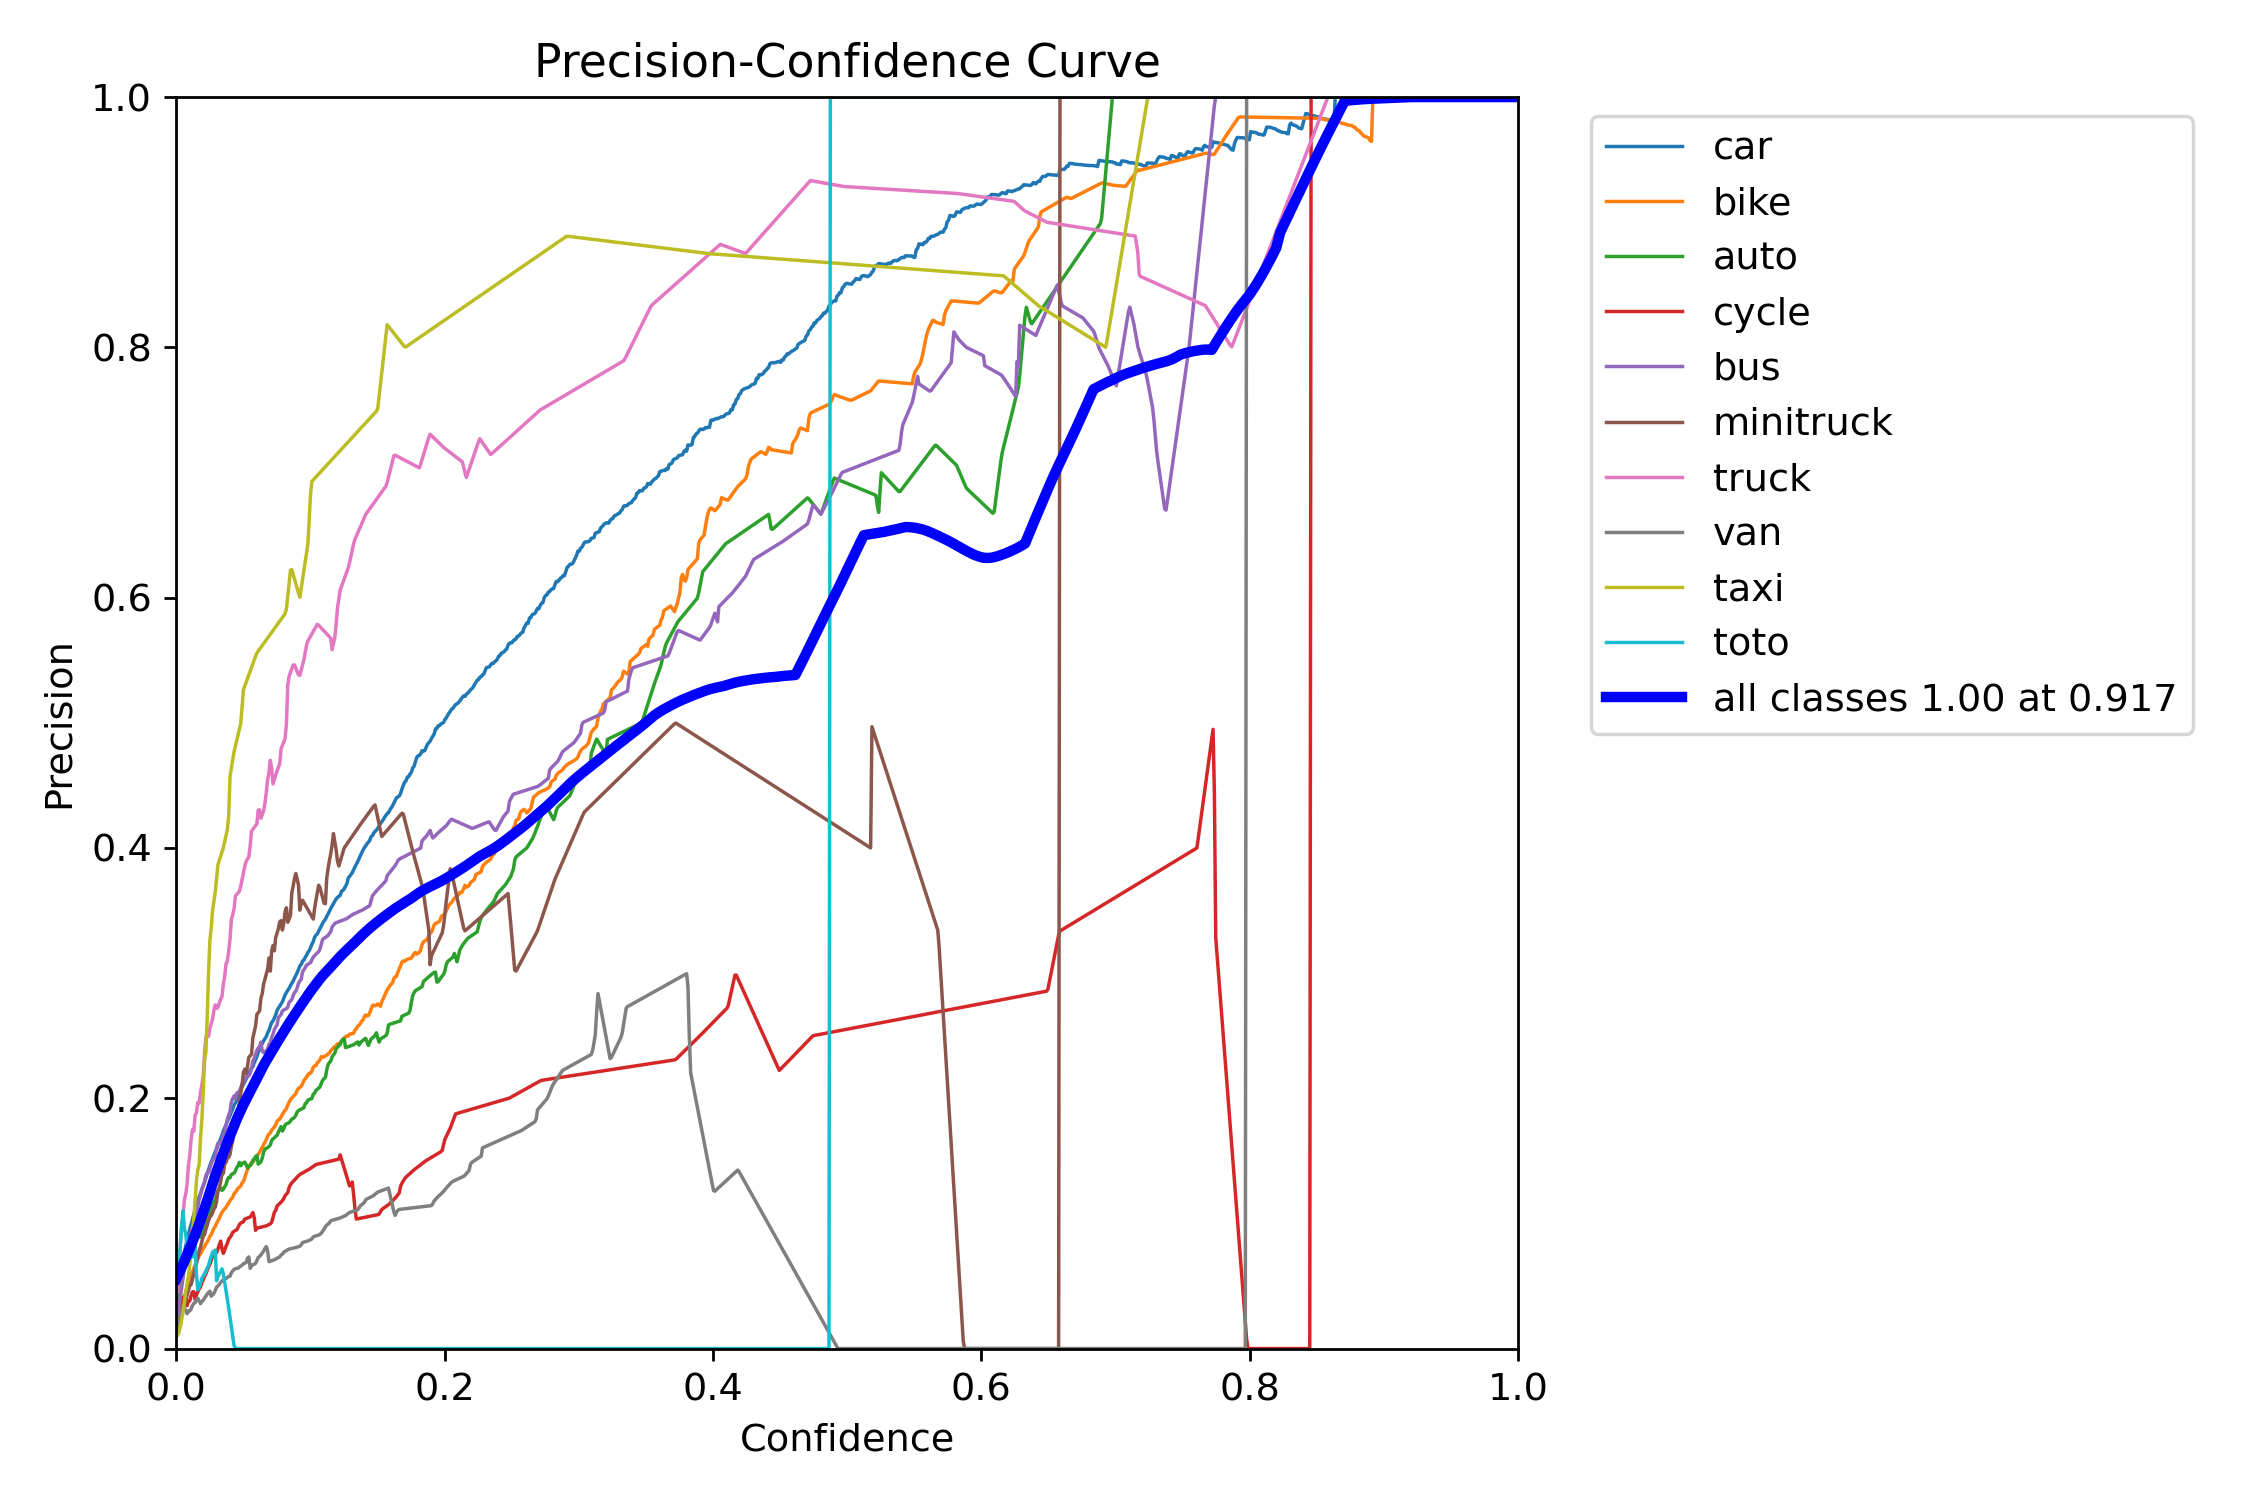 Precision-Confidence Curve
1.0
0.8
0.6
0.4
0.2
0.0
Precision
0.0 0.2 0.4 0.6 0.8 1.0
Confidence
car
bike
auto
cycle
bus
minitruck
truck
van
taxi
toto
all classes 1.00 at 0.917